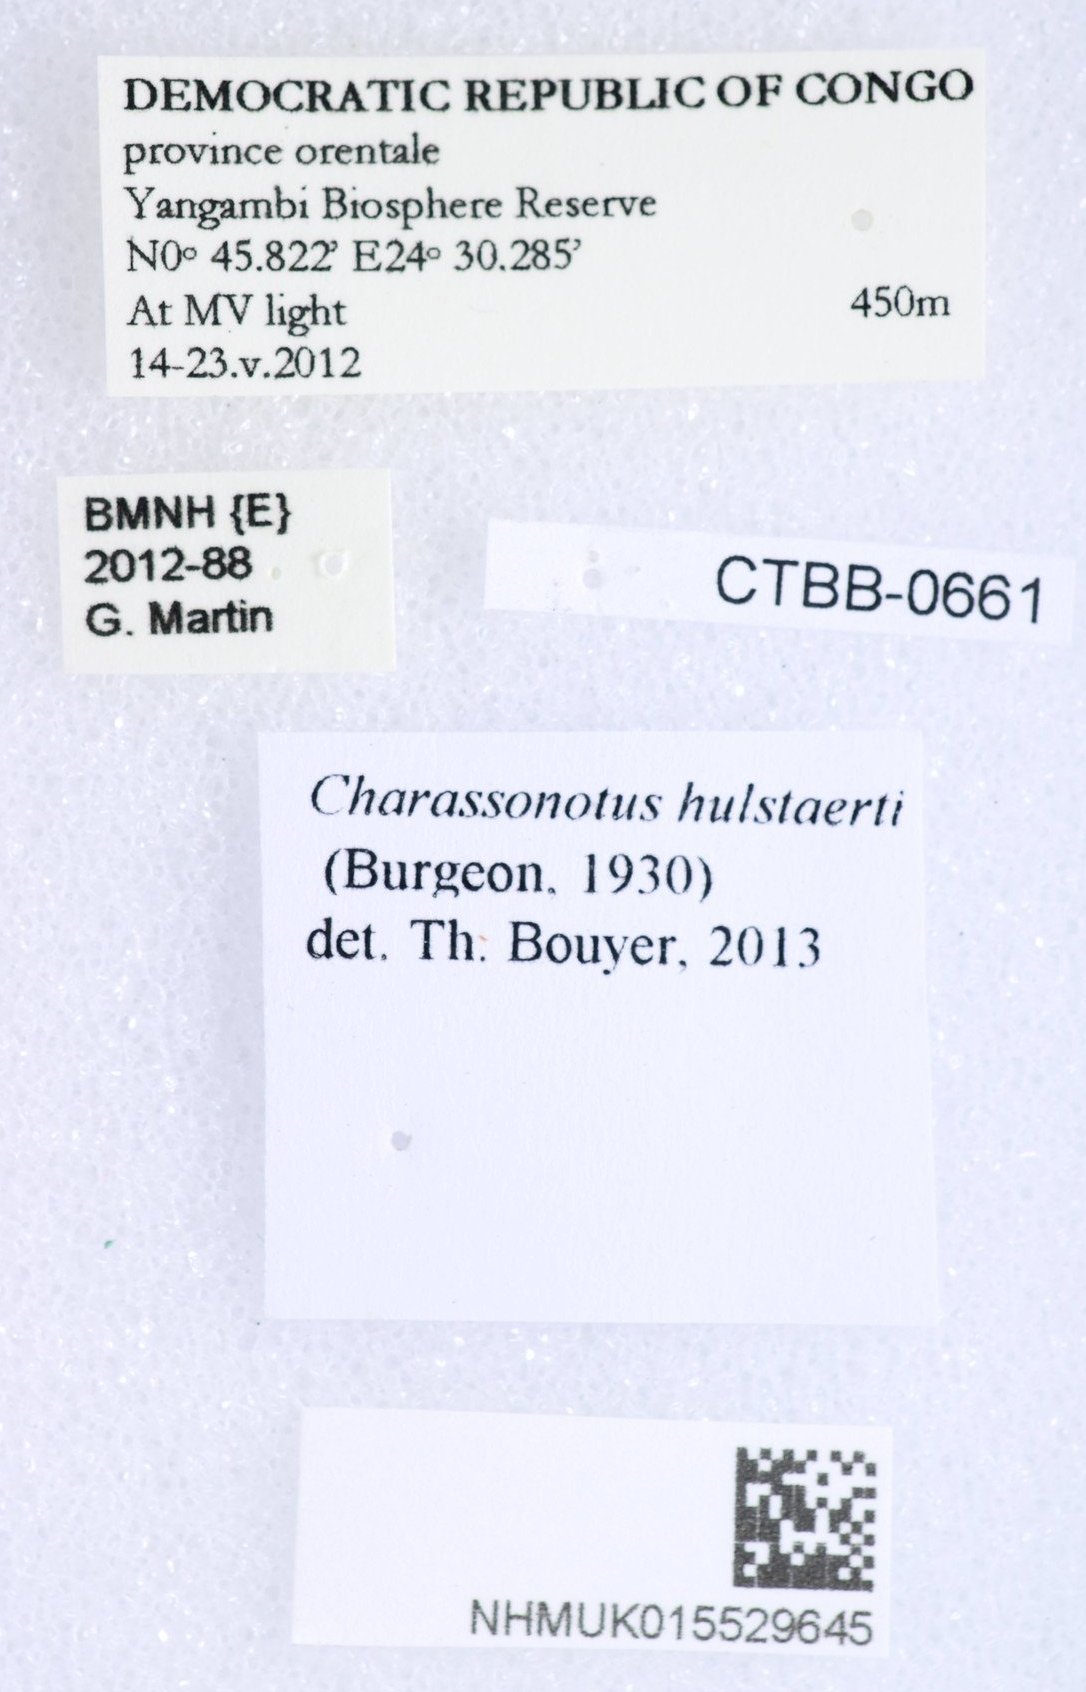 DEMOCRATIC REPUBLIC OF CONGO
province orentale
Yangambi Biosphere Reserve
N0° 45.822' E24° 30.285'
At MV light
450m
14-23.v.2012
BMNH {E}
2012-88
G. Martin
CTBB-0661
Charassonotus hulstaerti
(Burgeon, 1930)
det. Th. Bouyer, 2013
NHMUK015529645